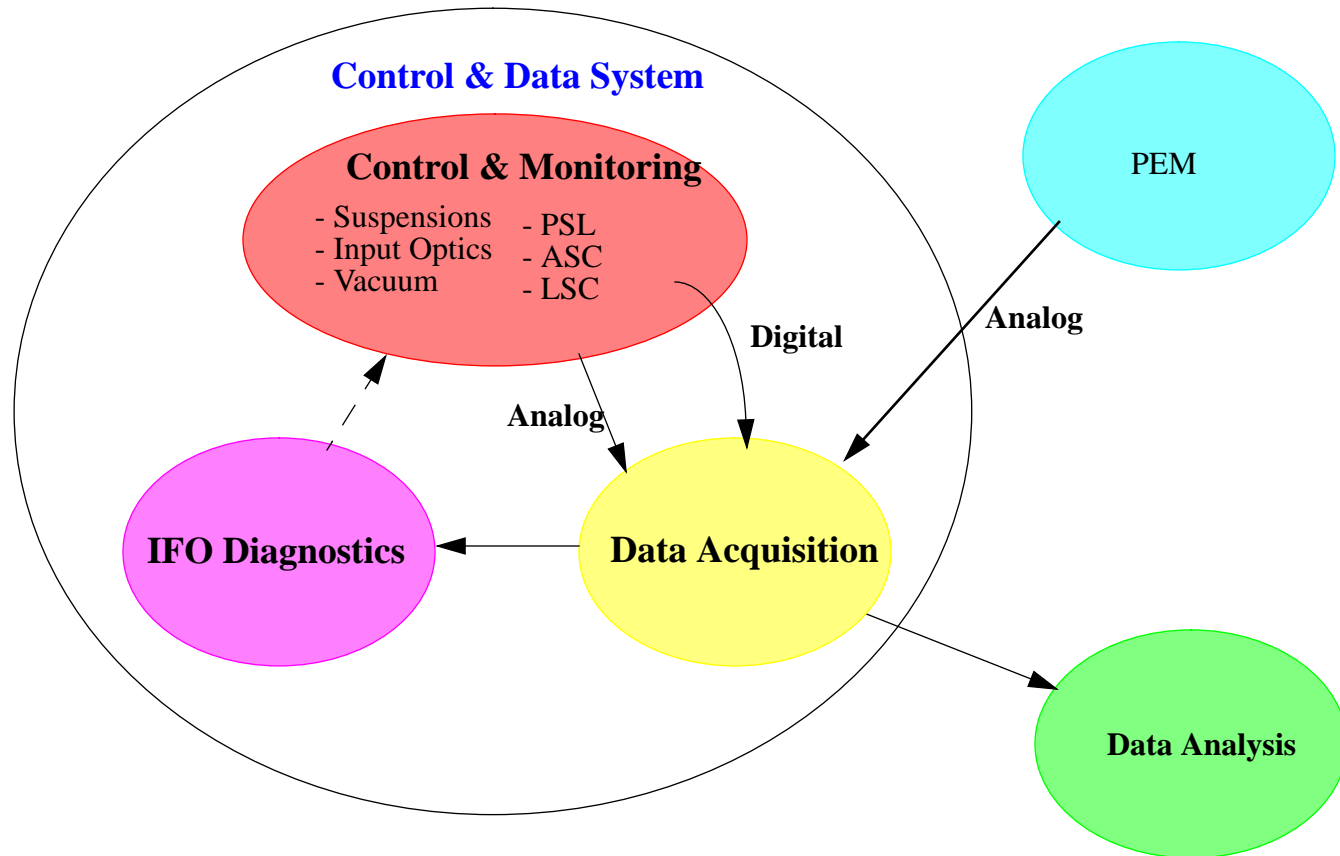 Control & Data System
Control & Monitoring
- Suspensions
- Input Optics
- Vacuum
- PSL
- ASC
- LSC
PEM
Digital
Analog
Analog
IFO Diagnostics
Data Acquisition
Data Analysis